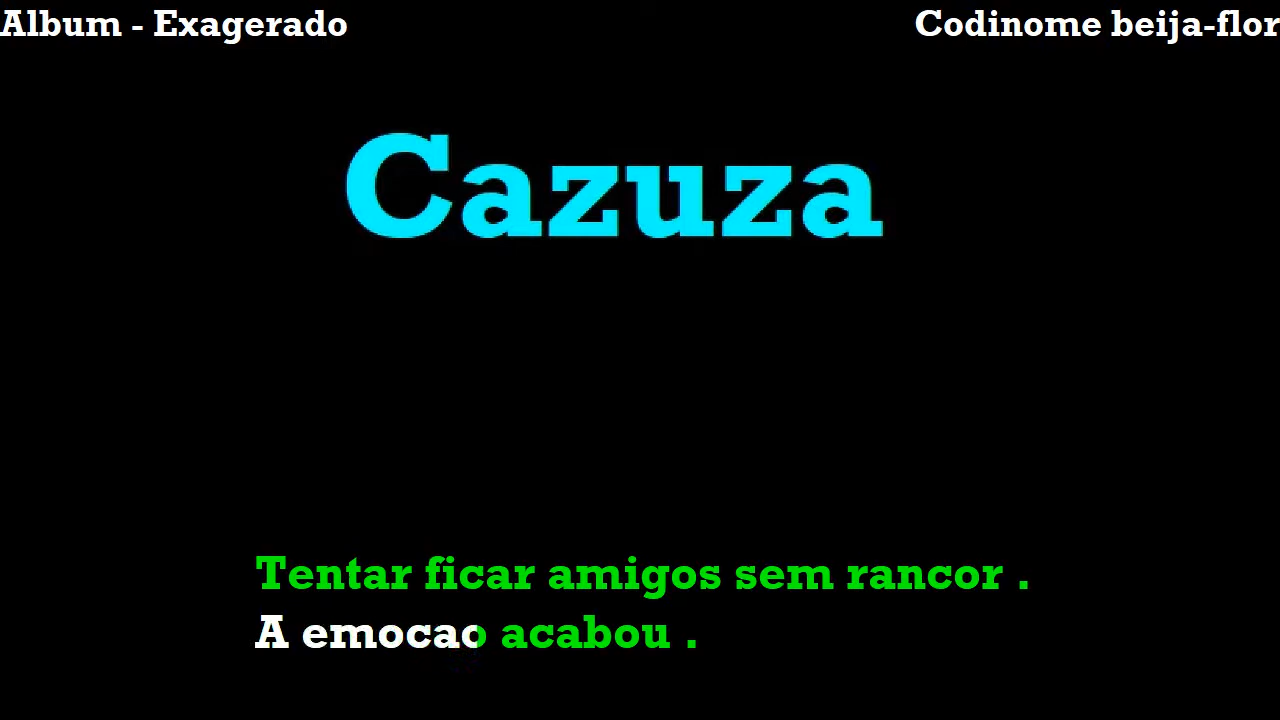 Album - Exagerado
Codinome beija-flor
Cazuza
Tentar ficar amigos sem rancor .
A emocao acabou .